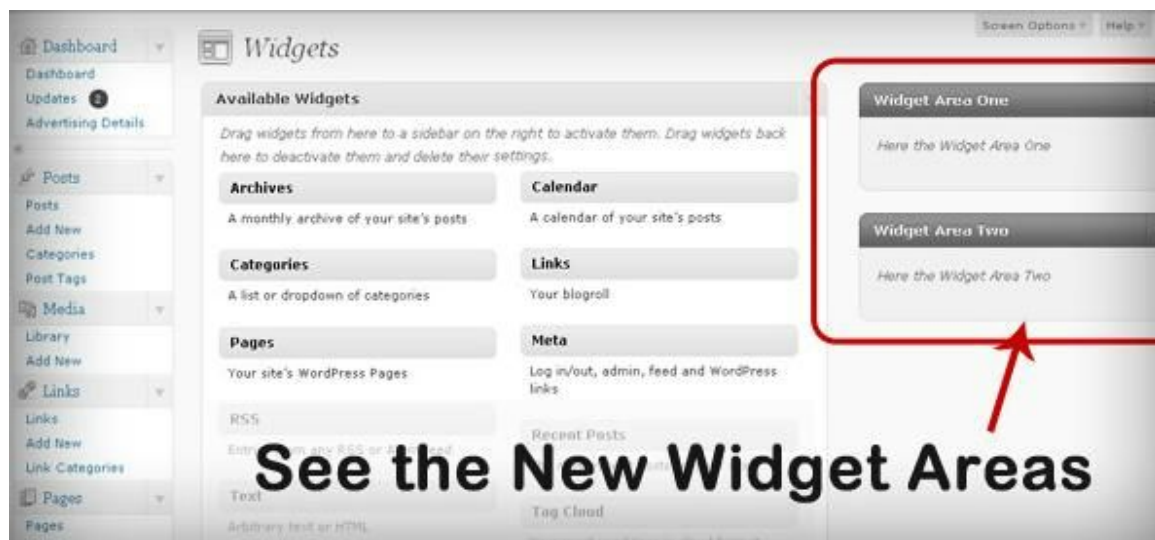 Screen Options
Help
Dashboard
Dashboard
Updates 2
Advertising Details
Posts
Posts
Add New
Categories
Post Tags
Media
Library
Add New
Links
Links
Add New
Link Categories
Pages
Pages
Widgets
Available Widgets
Drag widgets from here to a sidebar on the right to activate them. Drag widgets back
here to deactivate them and delete their settings.
Archives
A monthly archive of your site's posts
Calendar
A calendar of your site's posts
Categories
A list or dropdown of categories
Links
Your blogroll
Pages
Your site's WordPress Pages
Meta
Log in/out, admin, feed and WordPress
links
RSS
Recent Posts
Text
Arbitrary text or HTML
Tag Cloud
Widget Area One
Here the Widget Area One
Widget Area Two
Here the Widget Area Two
See the New Widget Areas